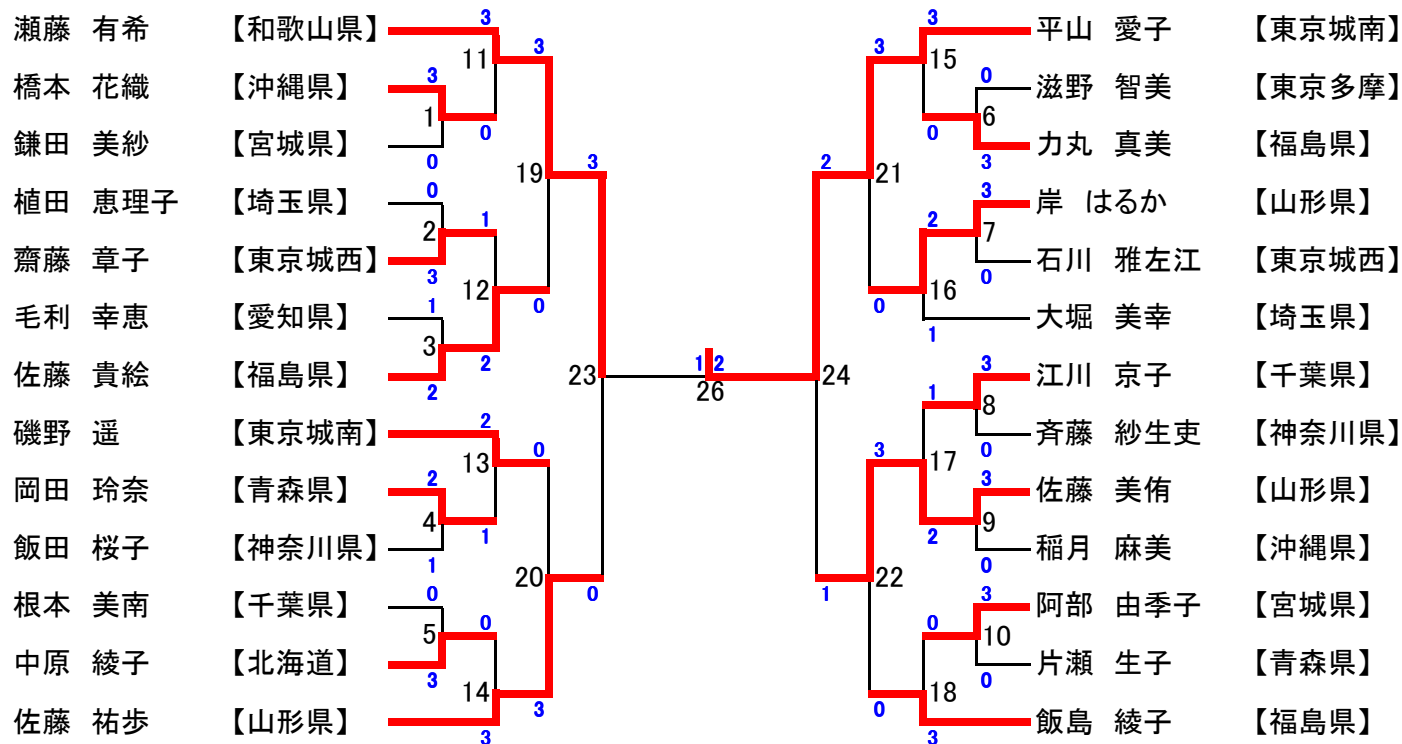 瀬藤 有希 【和歌山県】 3 3 3 平山 愛子 【東京城南】
11 15
橋本 花織 【沖縄県】 3 0 滋野 智美 【東京多摩】
1 0 0 6
鎌田 美紗 【宮城県】 0 3 力丸 真美 【福島県】
19 3 2 21
植田 恵理子 【埼玉県】 0 3 岸 はるか 【山形県】
2 1 2 7
齋藤 章子 【東京城西】 3 0 石川 雅左江 【東京城西】
12 0 0 16
毛利 幸恵 【愛知県】 1 1 大堀 美幸 【埼玉県】
3 2
佐藤 貴絵 【福島県】 2 23 1 2 26 24 3 江川 京子 【千葉県】
1 8
磯野 遥 【東京城南】 2 0 0 斉藤 紗生吏 【神奈川県】
13 3 17
岡田 玲奈 【青森県】 2 3 佐藤 美侑 【山形県】
4 1 2 9
飯田 桜子 【神奈川県】 1 0 稲月 麻美 【沖縄県】
20 0 1 22
根本 美南 【千葉県】 0 3 阿部 由季子 【宮城県】
5 0 0 10
中原 綾子 【北海道】 3 0 片瀬 生子 【青森県】
14 3 0 18
佐藤 祐歩 【山形県】 3 3 飯島 綾子 【福島県】